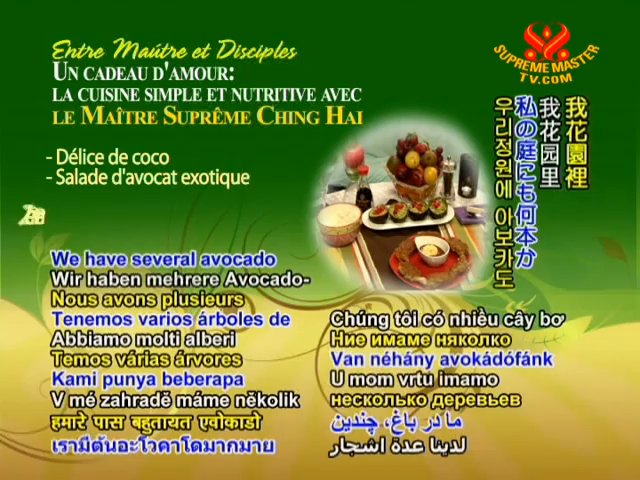 Entre Maûtre et Disciples
UN CADEAU D'AMOUR:
LA CUISINE SIMPLE ET NUTRITIVE AVEC
LE MAÎTRE SUPRÊME CHING HAI
- Délice de coco
- Salade d'avocat exotique
SUPREME MASTER
TV.COM
我花園裡
我花园里
私の庭にも何本か
우리정원에 아보카도
We have several avocado
Wir haben mehrere Avocado-
Nous avons plusieurs
Tenemos varios árboles de
Abbiamo molti alberi
Temos várias árvores
Kami punya beberapa
V mé zahradě máme několik
हमारे पास बहुतायत एवोकाडो
เรามีต้นอะโวคาโดมากมาย
Chúng tôi có nhiều cây bơ
Ние имаме няколко
Van néhány avokádófánk
U mom vrtu imamo
несколько деревьев
ما در باغ، چندین
لدينا عدة اشجار